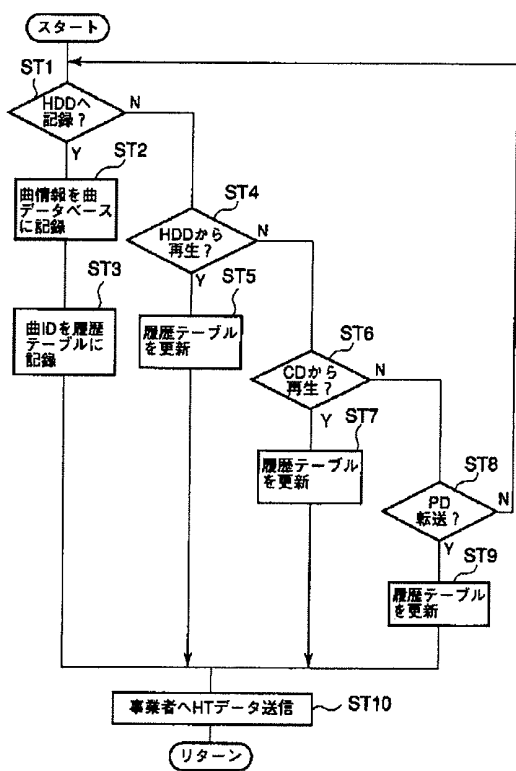 スタート
ST1
HDDへ
記録？
N
Y
ST2
曲情報を曲
データベース
に記録
ST3
曲IDを履歴
テーブルに
記録
ST4
HDDから
再生？
N
Y
ST5
履歴テーブル
を更新
ST6
CDから
再生？
N
Y
ST7
履歴テーブル
を更新
ST8
PD
転送？
N
Y
ST9
履歴テーブル
を更新
事業者へHTデータ送信
ST10
リターン